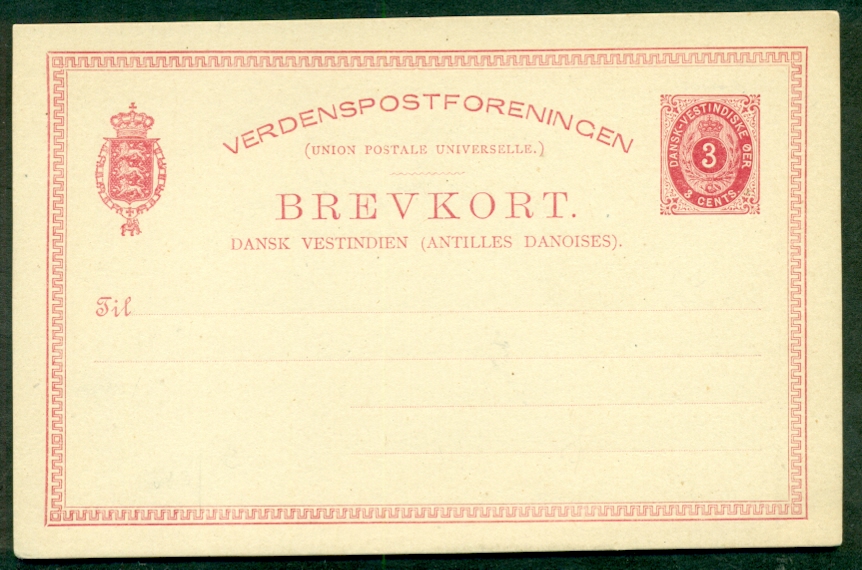 VERDENSPOSTFORENINGEN
(UNION POSTALE UNIVERSELLE.)
BREVKORT.
DANSK VESTINDIEN (ANTILLES DANOISES).
DANSK-VESTINDISKE ØER
3
3 CENTS.
Til